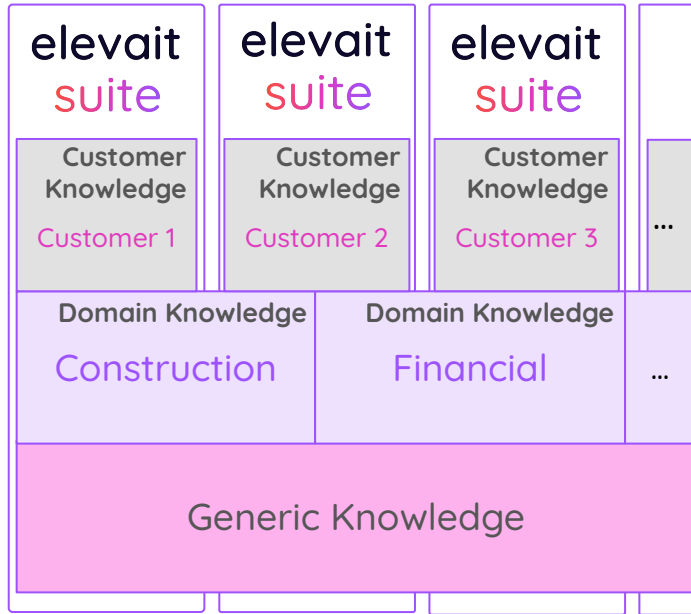 elevait
suite
elevait
suite
elevait
suite
Customer
Knowledge
Customer 1
Customer
Knowledge
Customer 2
Customer
Knowledge
Customer 3
...
Domain Knowledge
Construction
Domain Knowledge
Financial
...
Generic Knowledge